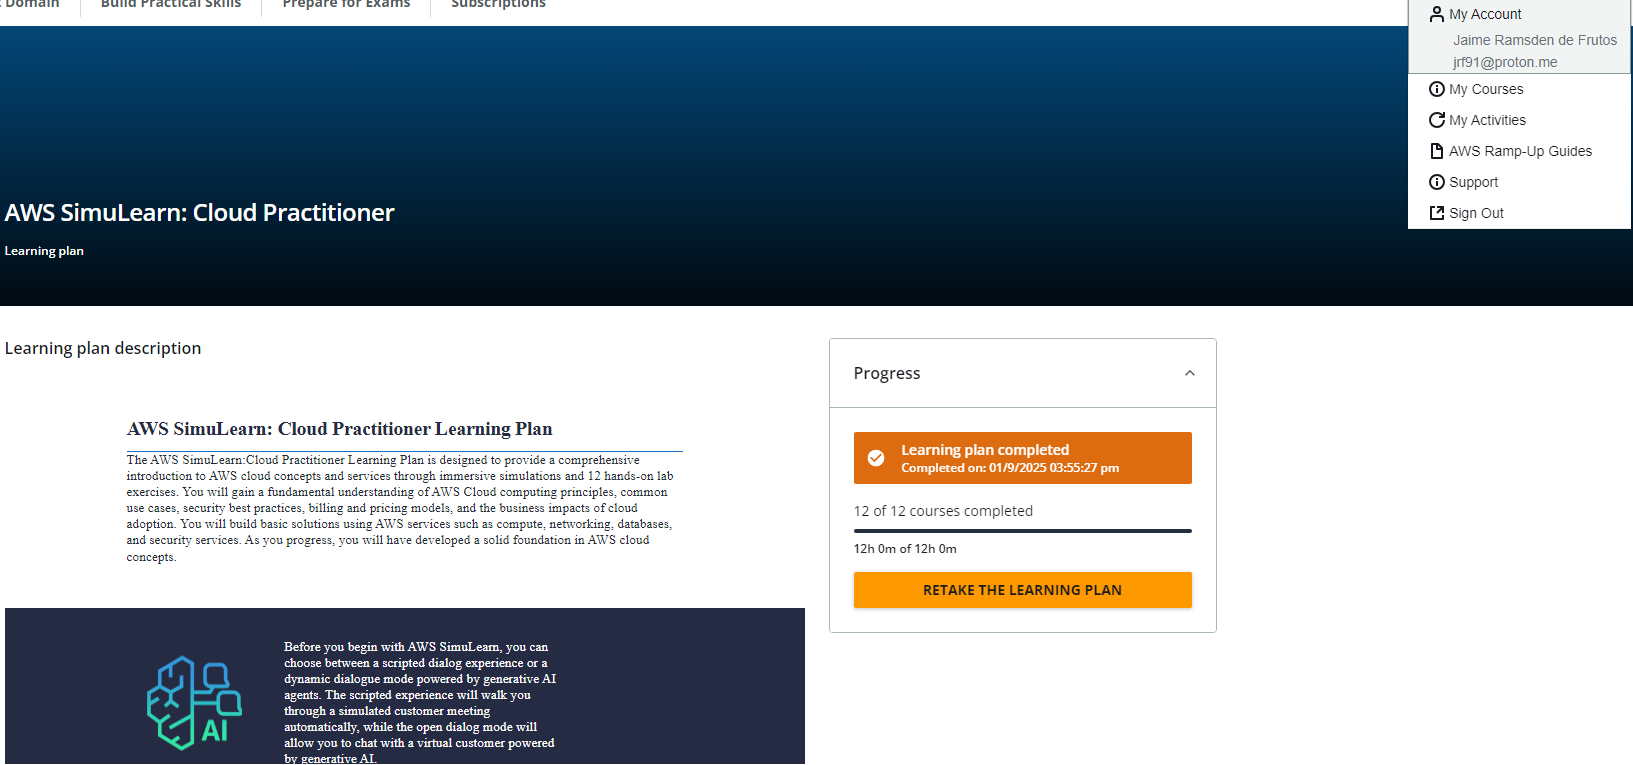 Domain
Build Practical Skills
Prepare for Exams
Subscriptions
My Account
Jaime Ramsden de Frutos
jrf91@proton.me
My Courses
My Activities
AWS Ramp-Up Guides
Support
Sign Out
AWS SimuLearn: Cloud Practitioner
Learning plan
Learning plan description
AWS SimuLearn: Cloud Practitioner Learning Plan
The AWS SimuLearn:Cloud Practitioner Learning Plan is designed to provide a comprehensive
introduction to AWS cloud concepts and services through immersive simulations and 12 hands-on lab
exercises. You will gain a fundamental understanding of AWS Cloud computing principles, common
use cases, security best practices, billing and pricing models, and the business impacts of cloud
adoption. You will build basic solutions using AWS services such as compute, networking, databases,
and security services. As you progress, you will have developed a solid foundation in AWS cloud
concepts.
Progress
Learning plan completed
Completed on: 01/9/2025 03:55:27 pm
12 of 12 courses completed
12h 0m of 12h 0m
RETAKE THE LEARNING PLAN
AI
Before you begin with AWS SimuLearn, you can
choose between a scripted dialog experience or a
dynamic dialogue mode powered by generative AI
agents. The scripted experience will walk you
through a simulated customer meeting
automatically, while the open dialog mode will
allow you to chat with a virtual customer powered
by generative AI.